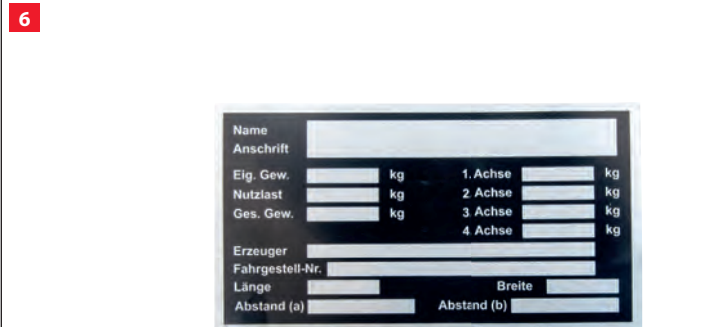 6
Name
Anschrift
Eig. Gew. kg 1. Achse kg
Nutzlast kg 2. Achse kg
Ges. Gew. kg 3. Achse kg
4. Achse kg
Erzeuger
Fahrgestell-Nr.
Länge Breite
Abstand (a) Abstand (b)